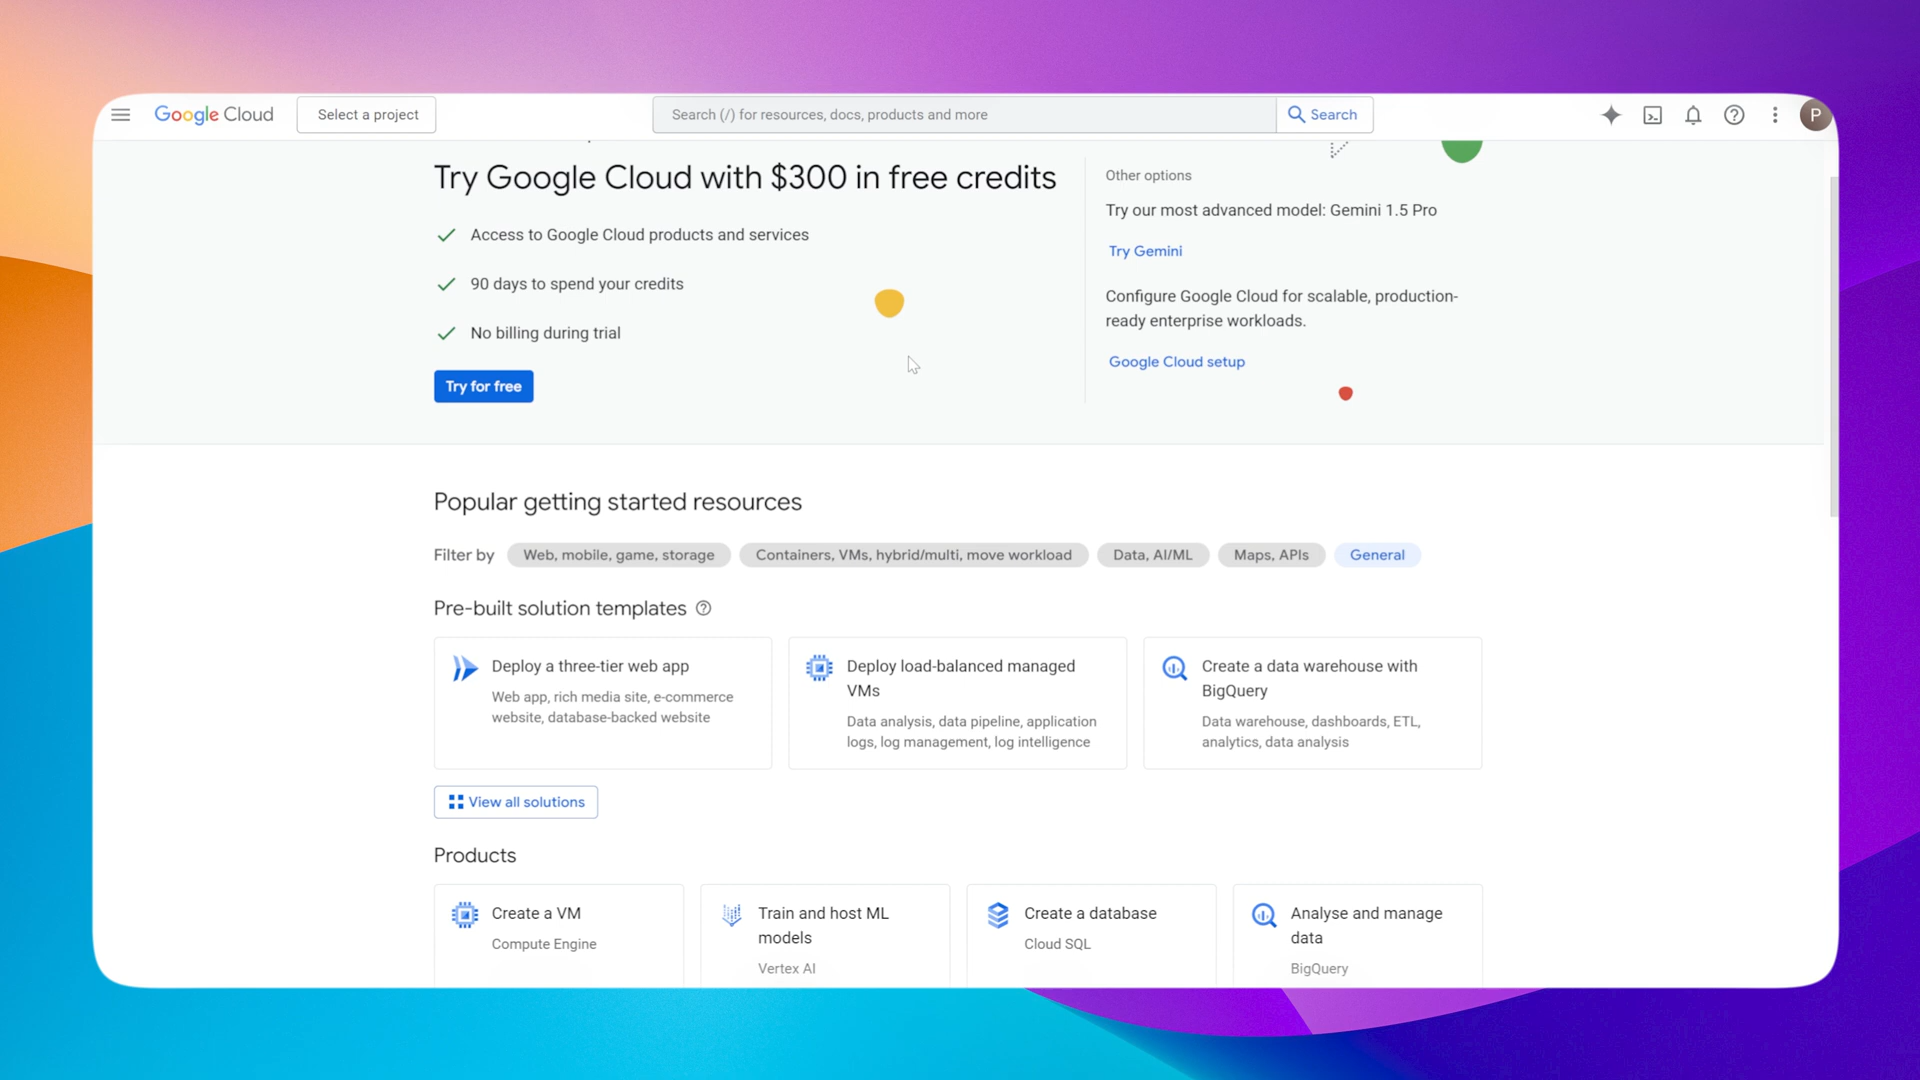 Google Cloud
Select a project
Search (/) for resources, docs, products and more
Search
P
Try Google Cloud with $300 in free credits
Access to Google Cloud products and services
90 days to spend your credits
No billing during trial
Try for free
Other options
Try our most advanced model: Gemini 1.5 Pro
Try Gemini
Configure Google Cloud for scalable, production-
ready enterprise workloads.
Google Cloud setup
Popular getting started resources
Filter by
Web, mobile, game, storage
Containers, VMs, hybrid/multi, move workload
Data, AI/ML
Maps, APIs
General
Pre-built solution templates
Deploy a three-tier web app
Web app, rich media site, e-commerce
website, database-backed website
Deploy load-balanced managed
VMs
Data analysis, data pipeline, application
logs, log management, log intelligence
Create a data warehouse with
BigQuery
Data warehouse, dashboards, ETL,
analytics, data analysis
View all solutions
Products
Create a VM
Compute Engine
Train and host ML
models
Vertex AI
Create a database
Cloud SQL
Analyse and manage
data
BigQuery